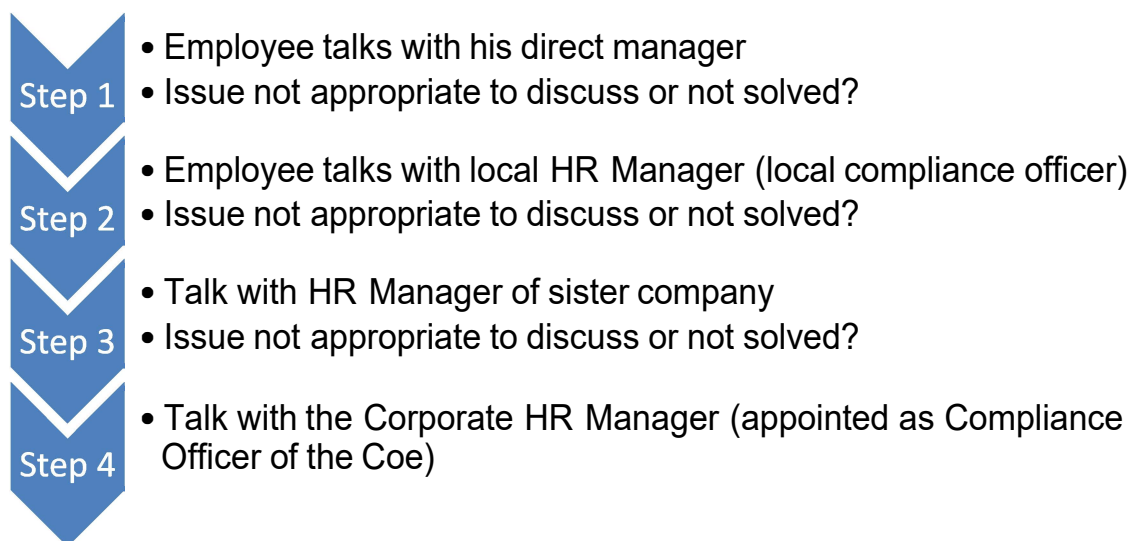 Step 1
• Employee talks with his direct manager
• Issue not appropriate to discuss or not solved?
Step 2
• Employee talks with local HR Manager (local compliance officer)
• Issue not appropriate to discuss or not solved?
Step 3
• Talk with HR Manager of sister company
• Issue not appropriate to discuss or not solved?
Step 4
• Talk with the Corporate HR Manager (appointed as Compliance
Officer of the Coe)